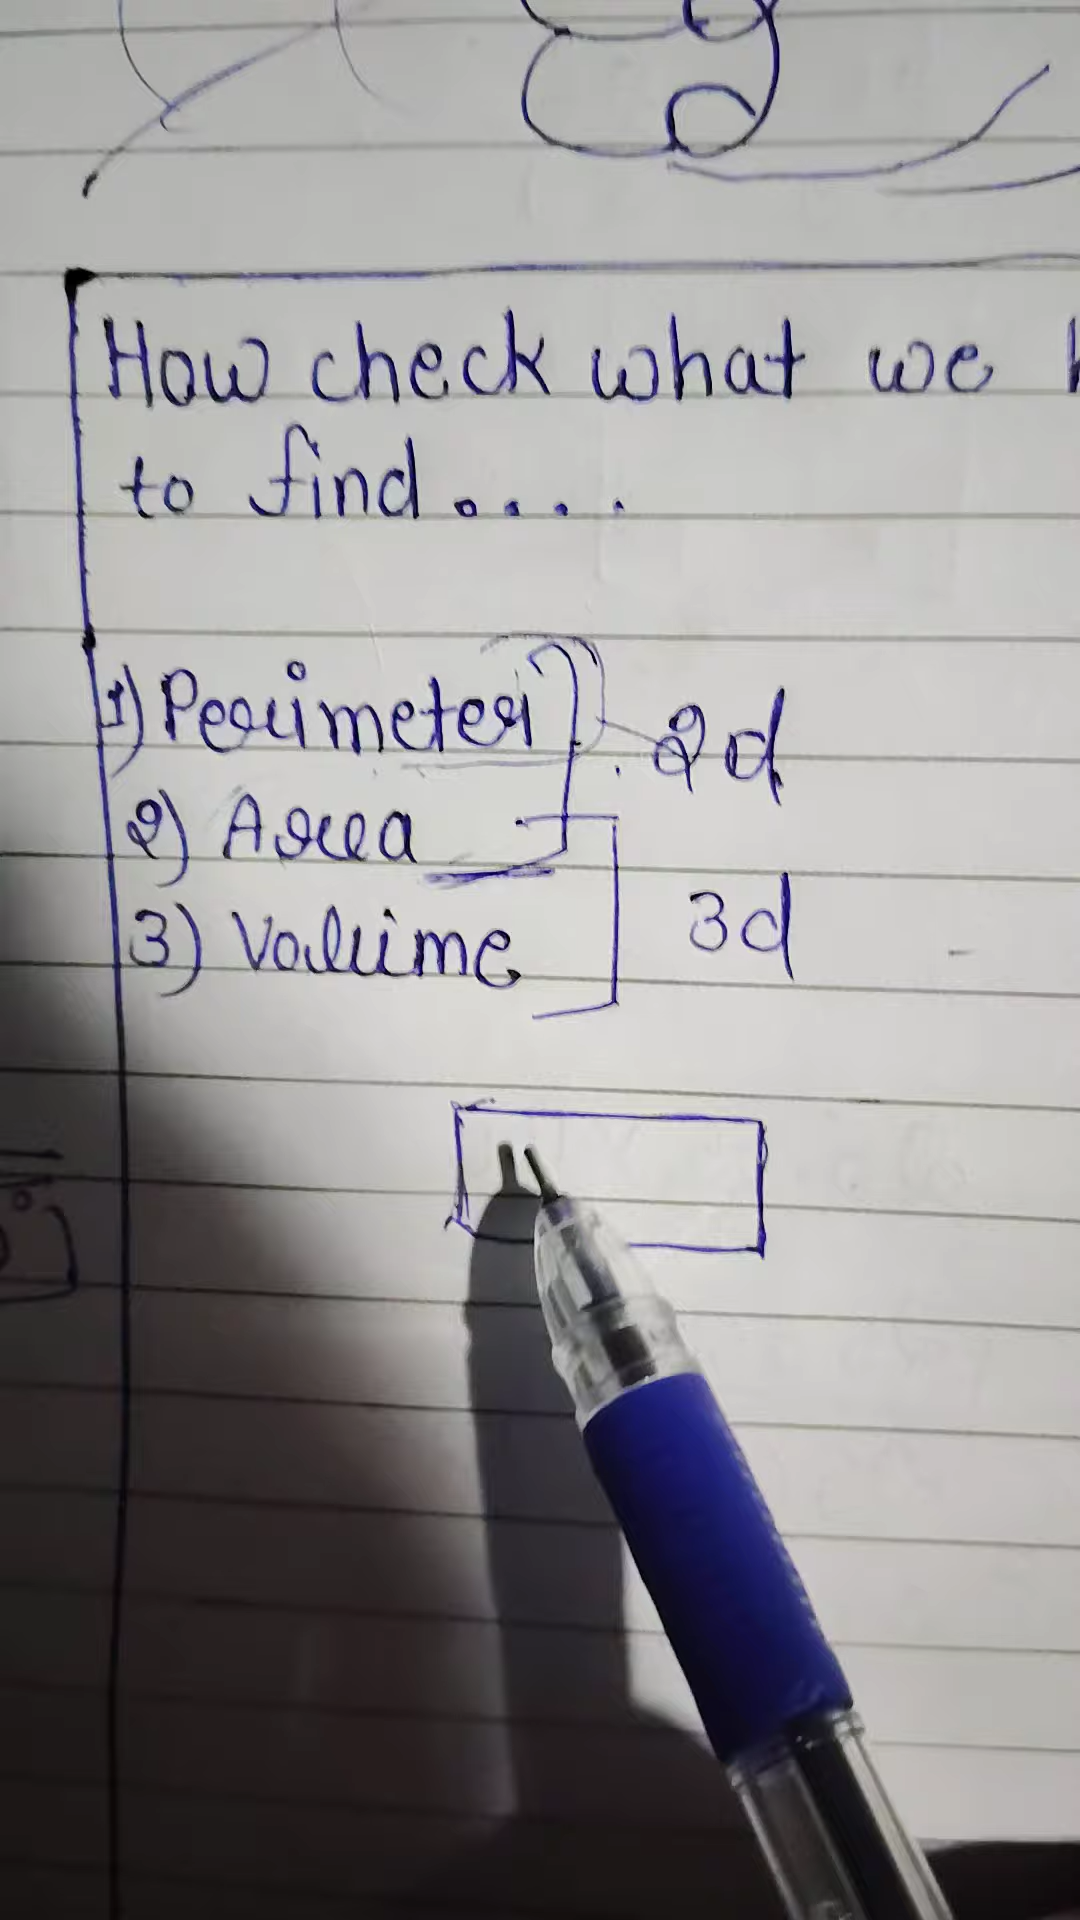 How check what we
to find....
1) Perimeter
2d
2) Area
3) Volume
3d